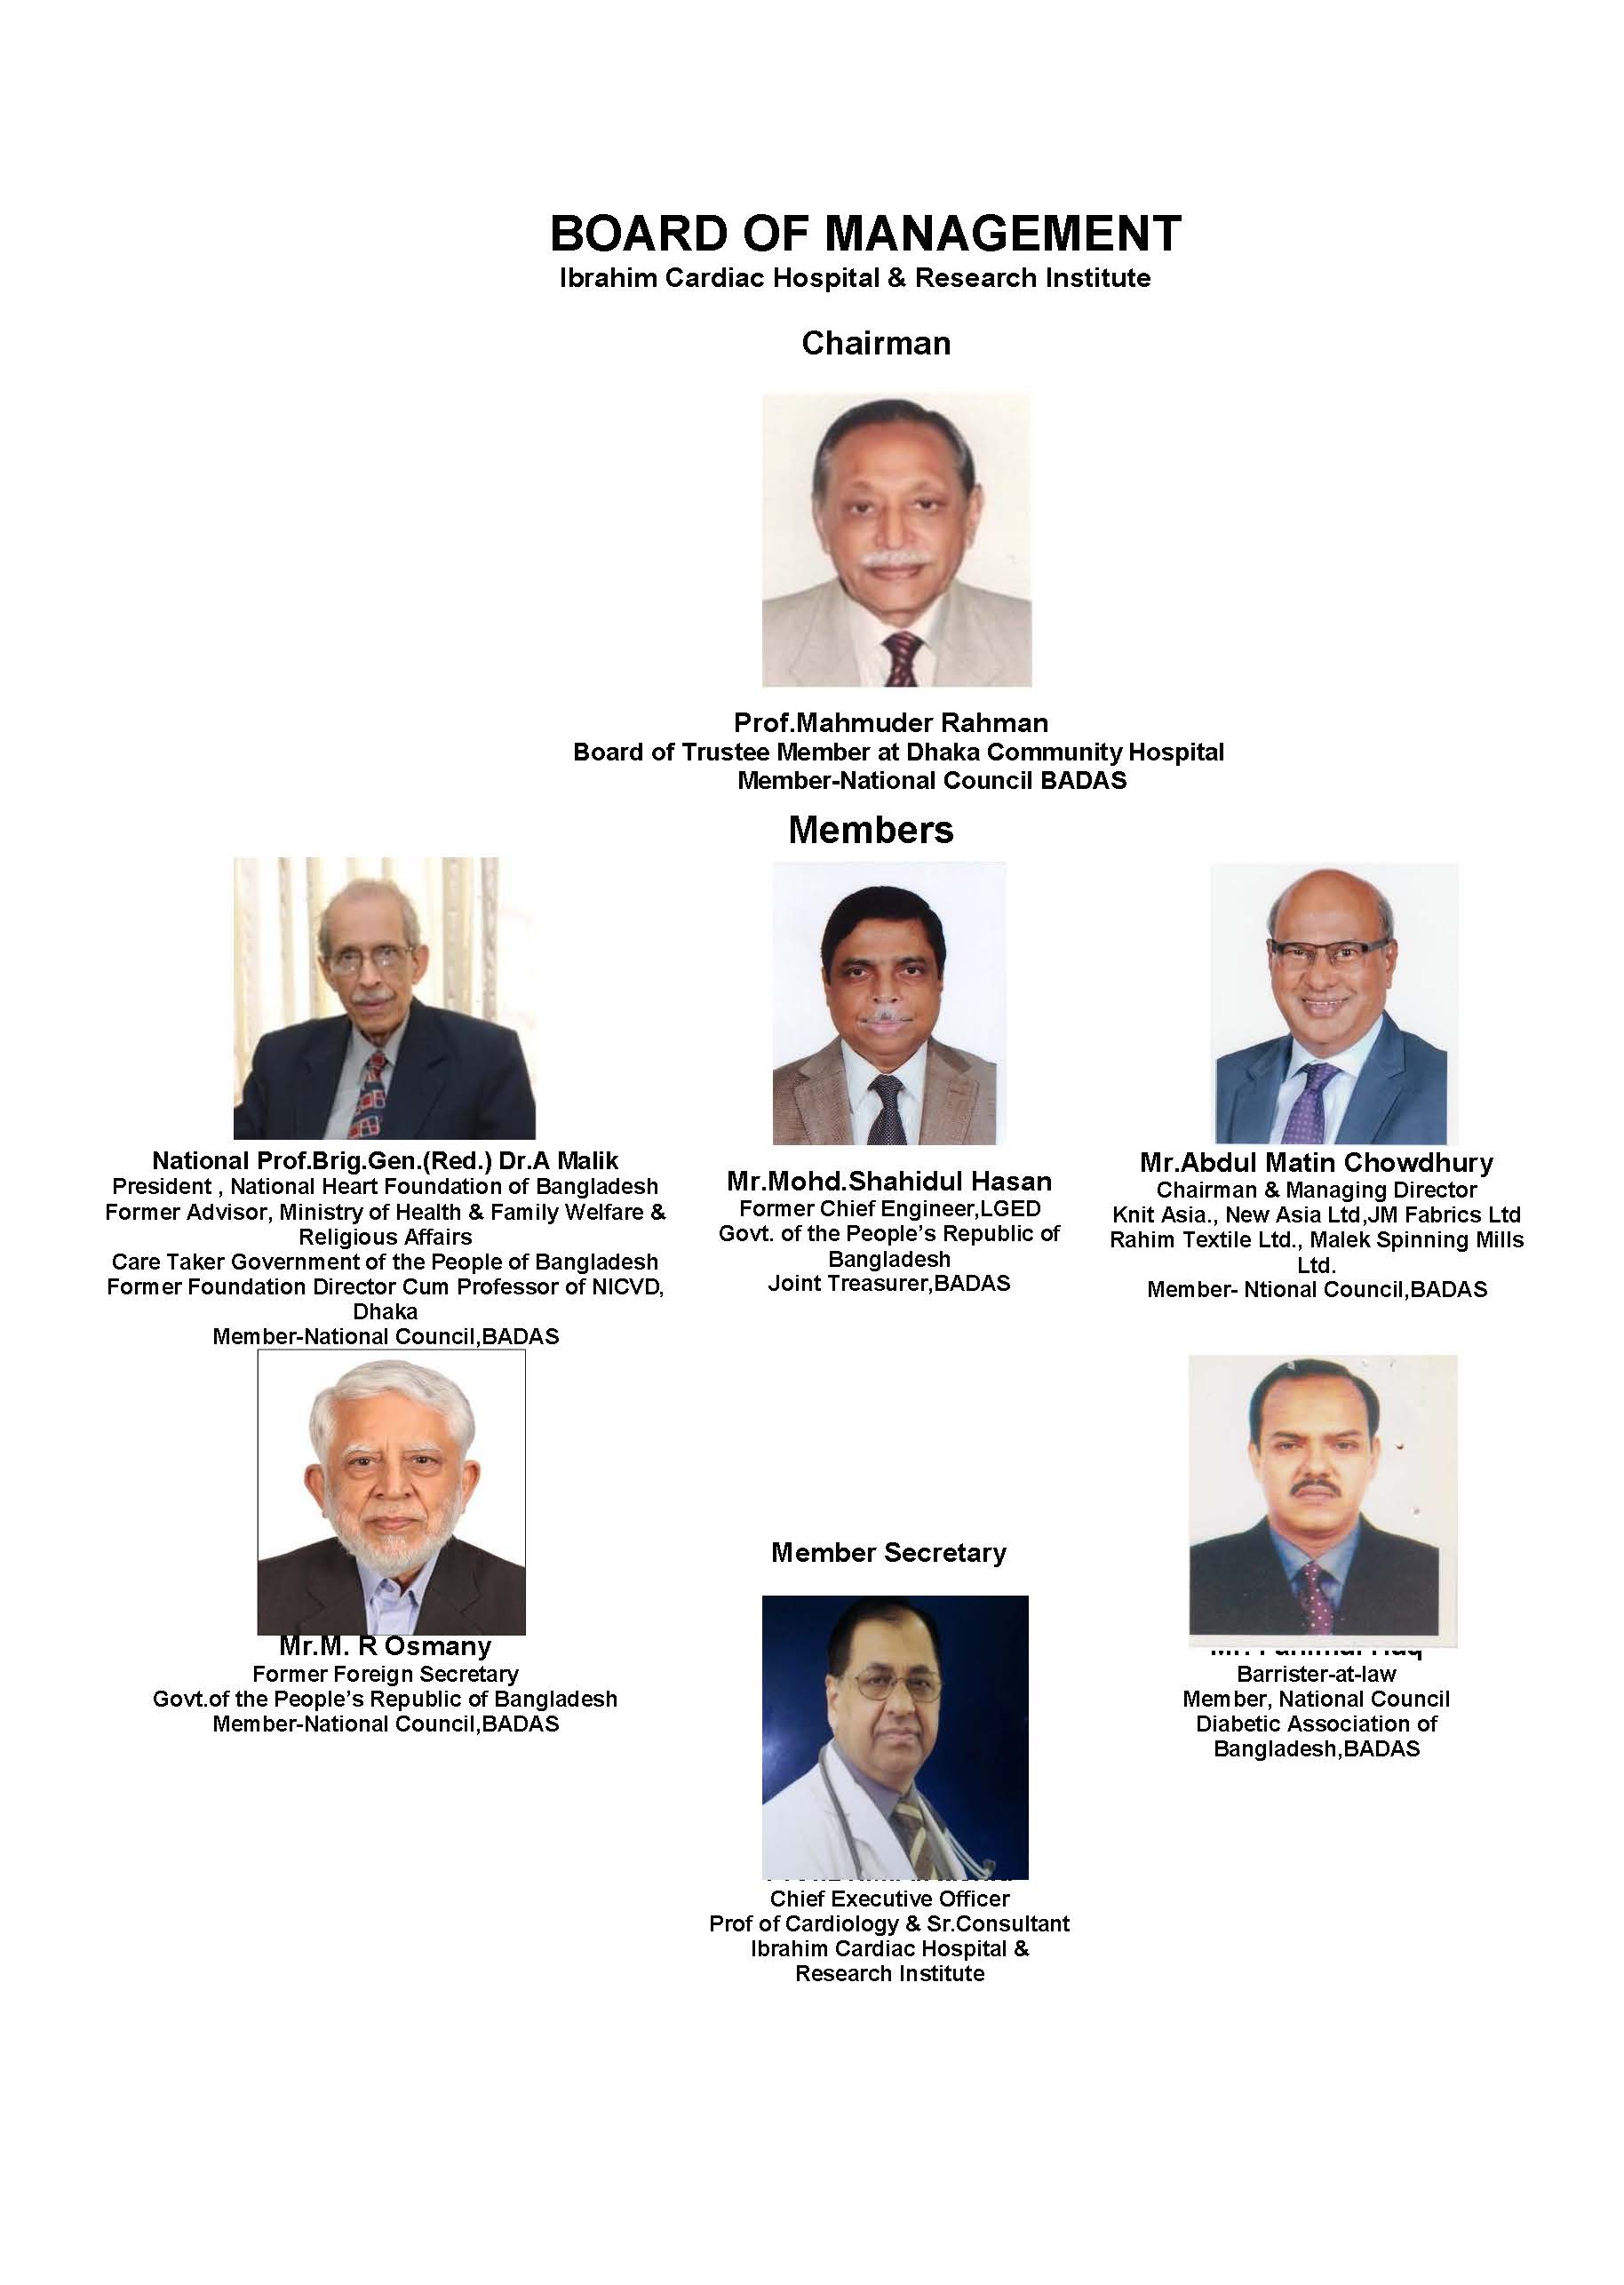 BOARD OF MANAGEMENT
Ibrahim Cardiac Hospital & Research Institute
Chairman
Prof.Mahmuder Rahman
Board of Trustee Member at Dhaka Community Hospital
Member-National Council BADAS
Members
National Prof.Brig.Gen.(Red.) Dr.A Malik
President , National Heart Foundation of Bangladesh
Former Advisor, Ministry of Health & Family Welfare &
Religious Affairs
Care Taker Government of the People of Bangladesh
Former Foundation Director Cum Professor of NICVD,
Dhaka
Member-National Council,BADAS
Mr.Mohd.Shahidul Hasan
Former Chief Engineer,LGED
Govt. of the People’s Republic of
Bangladesh
Joint Treasurer,BADAS
Mr.Abdul Matin Chowdhury
Chairman & Managing Director
Knit Asia., New Asia Ltd,JM Fabrics Ltd
Rahim Textile Ltd., Malek Spinning Mills
Ltd.
Member- Ntional Council,BADAS
Mr.M. R Osmany
Former Foreign Secretary
Govt.of the People’s Republic of Bangladesh
Member-National Council,BADAS
Member Secretary
Chief Executive Officer
Prof of Cardiology & Sr.Consultant
Ibrahim Cardiac Hospital &
Research Institute
Barrister-at-law
Member, National Council
Diabetic Association of
Bangladesh,BADAS